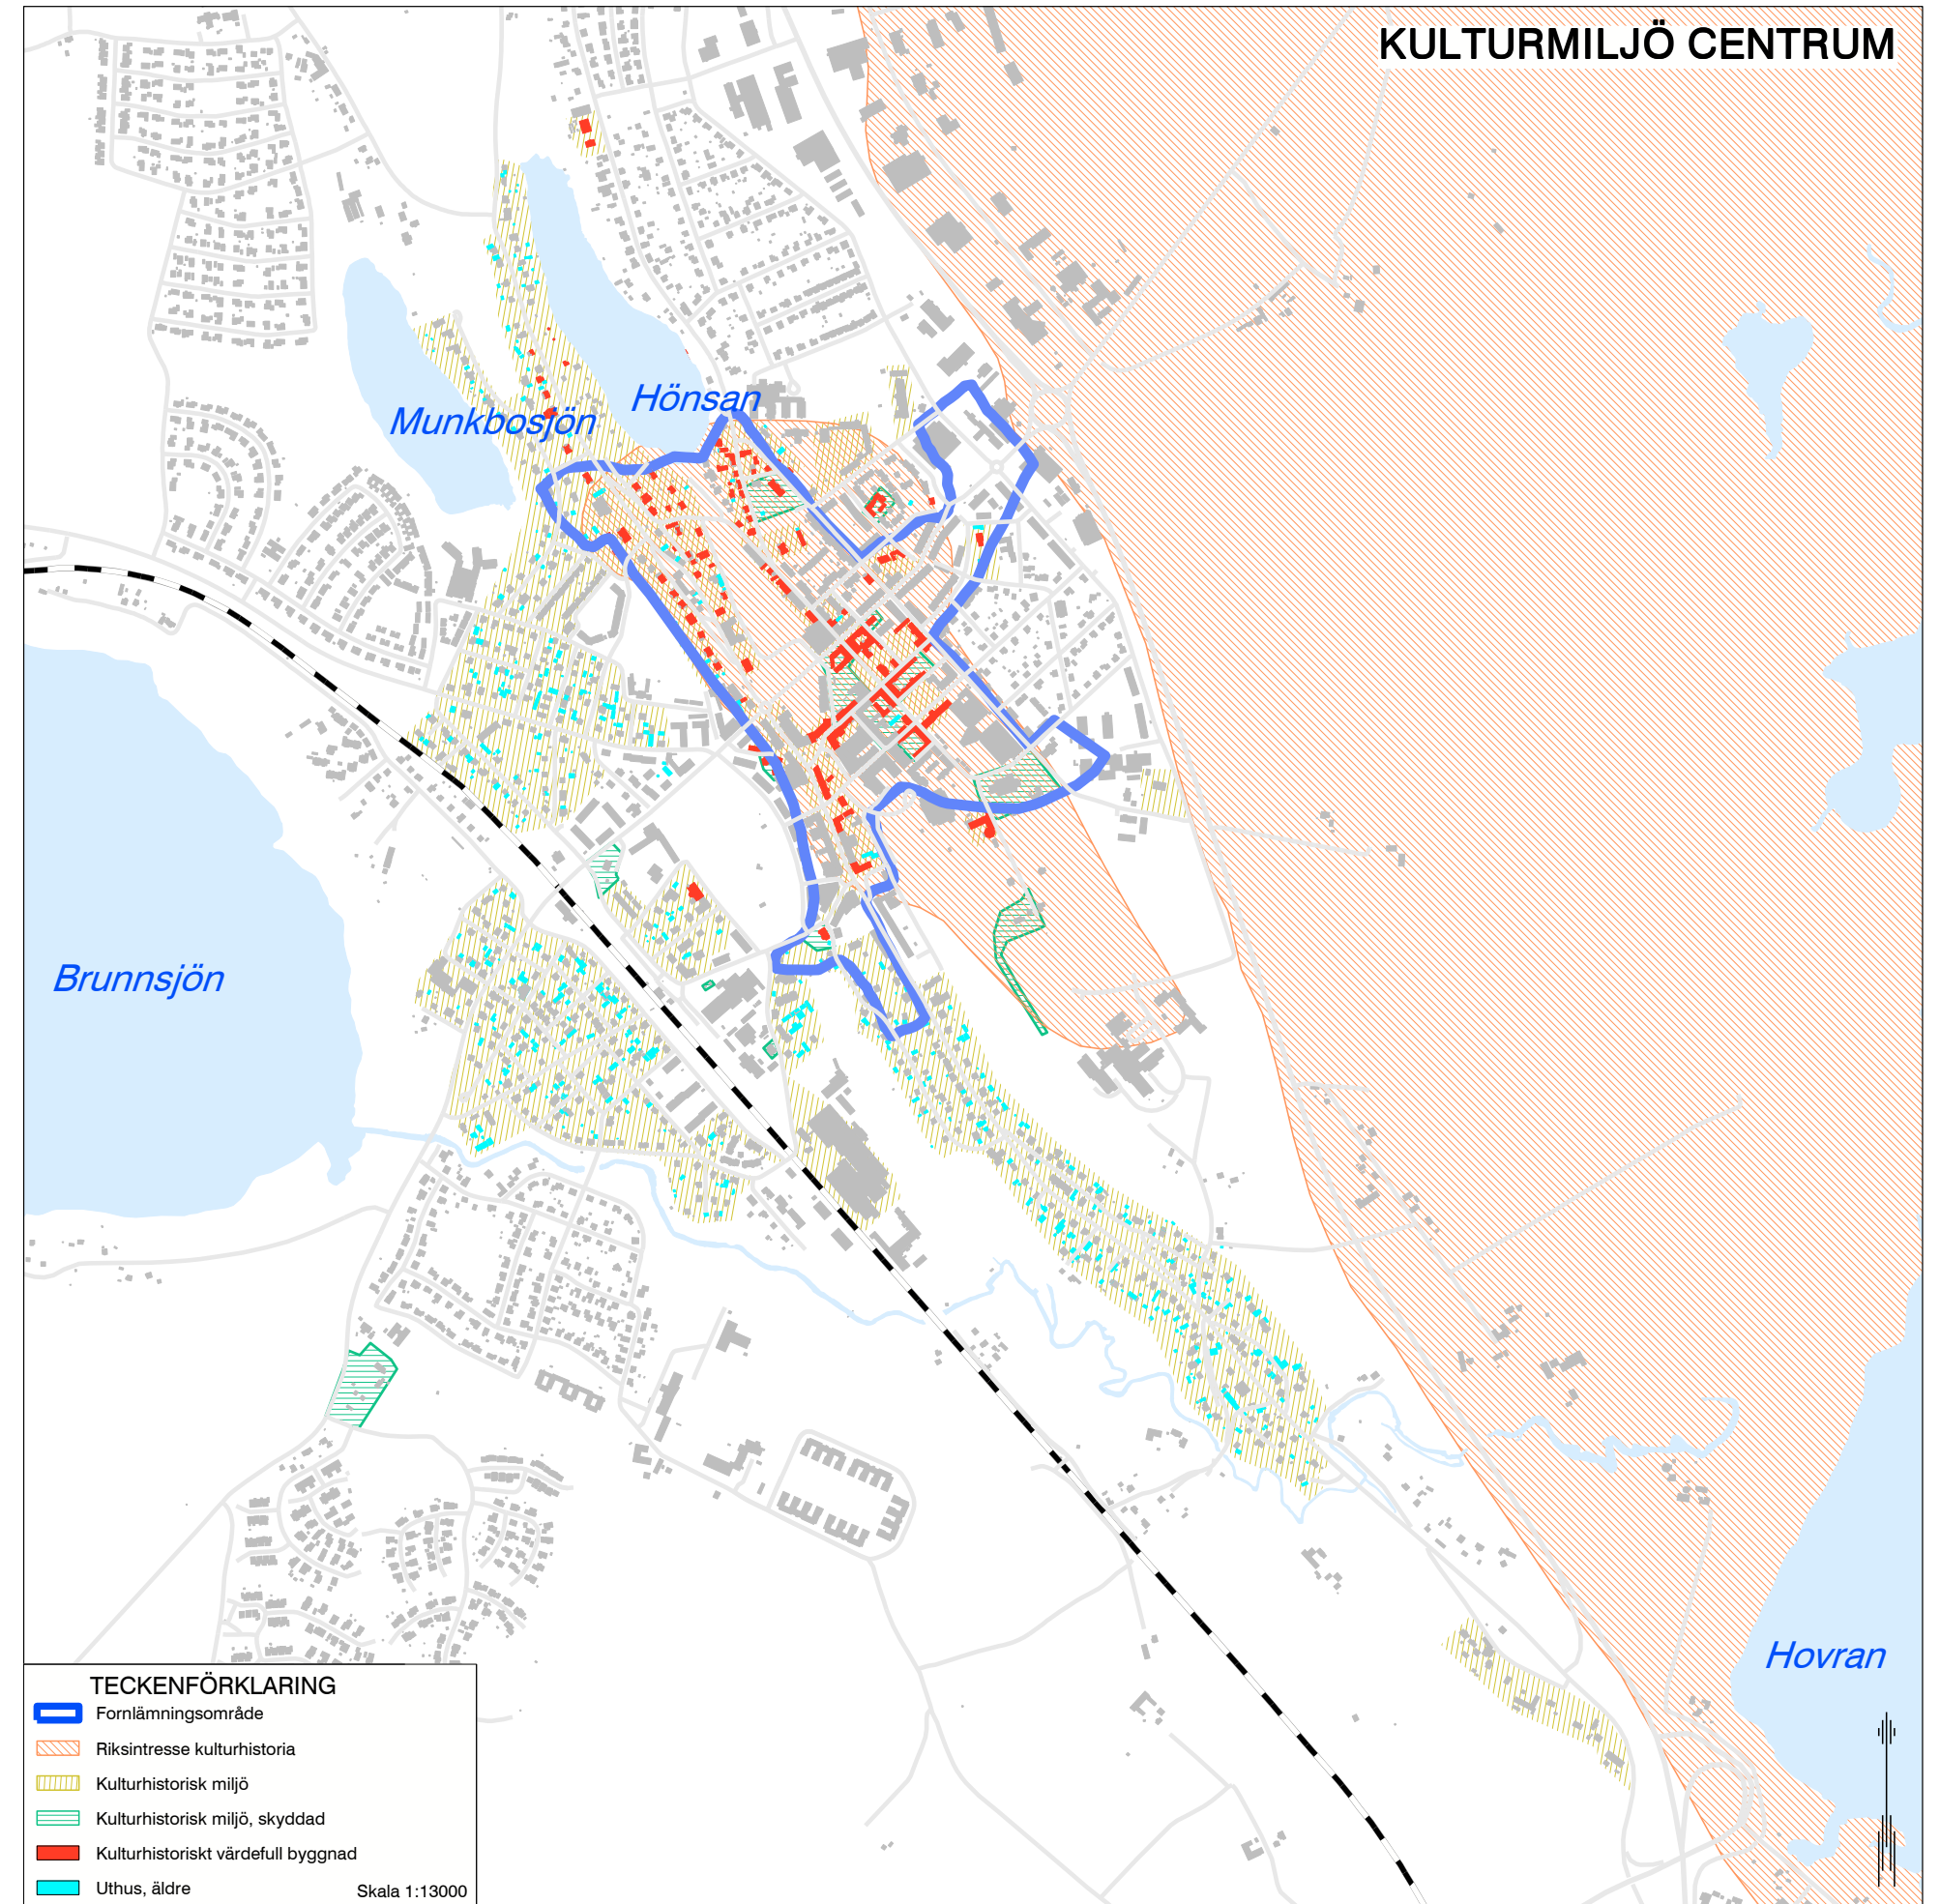 KULTURMILJÖ CENTRUM
Hönsan
Munkbosjön
Brunnsjön
Hovran
TECKENFÖRKLARING
Fornlämningsområde
Riksintresse kulturhistoria
Kulturhistorisk miljö
Kulturhistorisk miljö, skyddad
Kulturhistoriskt värdefull byggnad
Uthus, äldre
Skala 1:13000